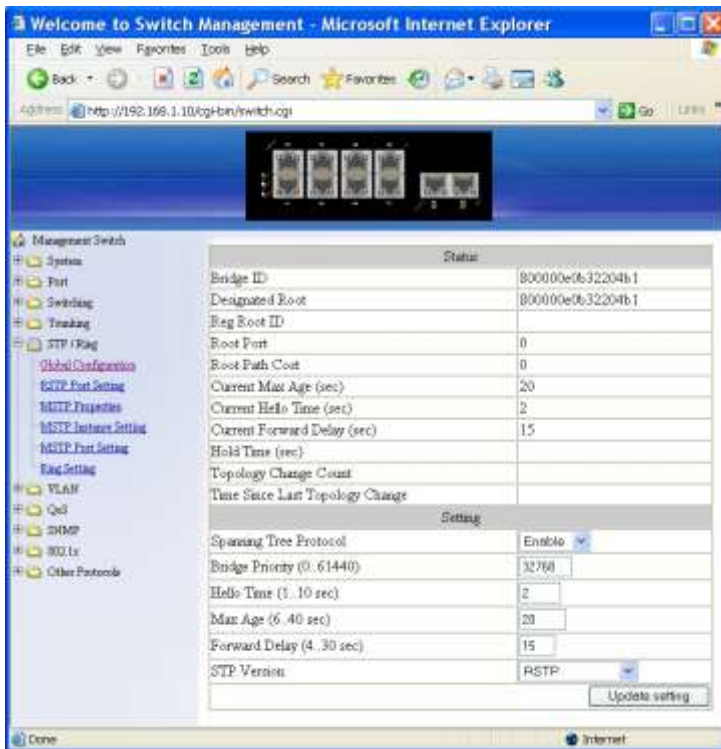 Welcome to Switch Management - Microsoft Internet Explorer
File Edit View Favorites Tools Help
Back Search Favorites
Address http://192.168.1.10/cgi-bin/switch.cgi Go Links
Management Switch
System
Port
Switching
Trunking
STP / Ring
Global Configuration
RSTP Port Setting
MSTP Properties
MSTP Instance Setting
MSTP Port Setting
Ring Setting
VLAN
QoS
SNMP
802.1x
Other Protocols
Status
Bridge ID 800000e0b32204b1
Designated Root 800000e0b32204b1
Reg Root ID
Root Port 0
Root Path Cost 0
Current Max Age (sec) 20
Current Hello Time (sec) 2
Current Forward Delay (sec) 15
Hold Time (sec)
Topology Change Count
Time Since Last Topology Change
Setting
Spanning Tree Protocol Enable
Bridge Priority (0..61440) 32768
Hello Time (1..10 sec) 2
Max Age (6..40 sec) 20
Forward Delay (4..30 sec) 15
STP Version RSTP
Update setting
Done Internet